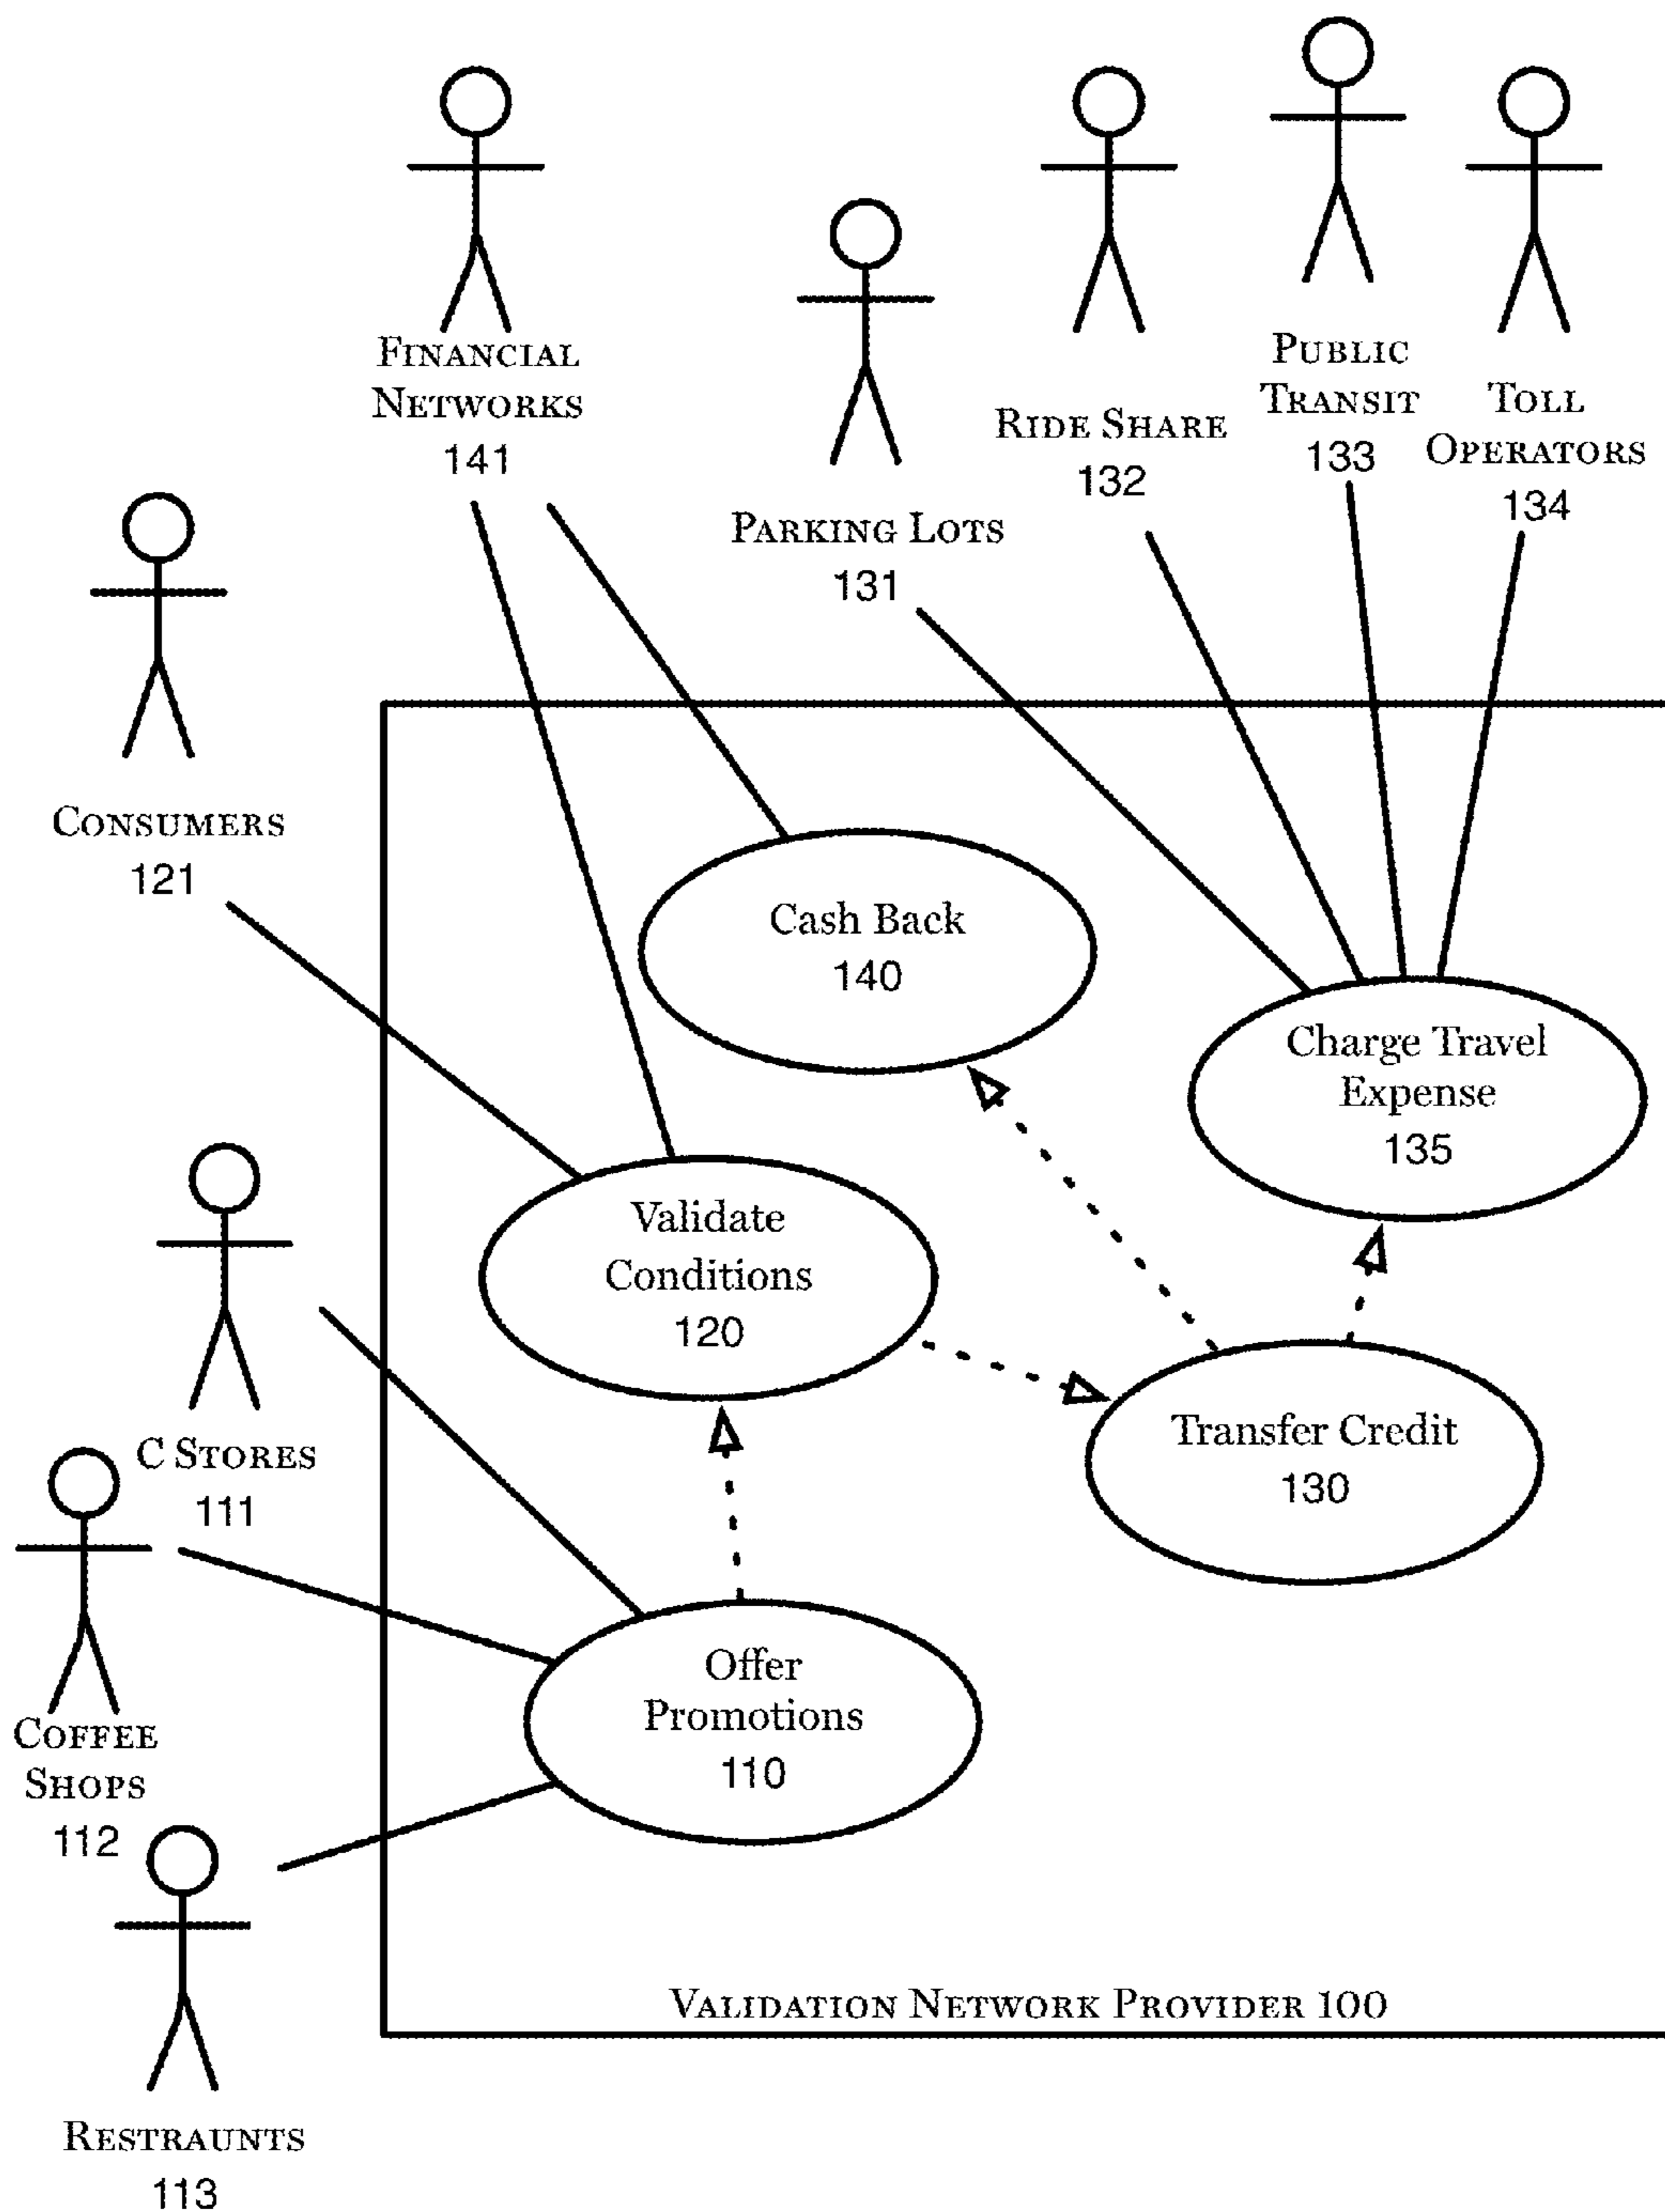 FINANCIAL
NETWORKS
141
PUBLIC
TRANSIT
133
TOLL
OPERATORS
134
RIDE SHARE
132
PARKING LOTS
131
CONSUMERS
121
Cash Back
140
Charge Travel
Expense
135
Validate
Conditions
120
C STORES
111
Transfer Credit
130
COFFEE
SHOPS
112
Offer
Promotions
110
VALIDATION NETWORK PROVIDER 100
RESTRAUNTS
113